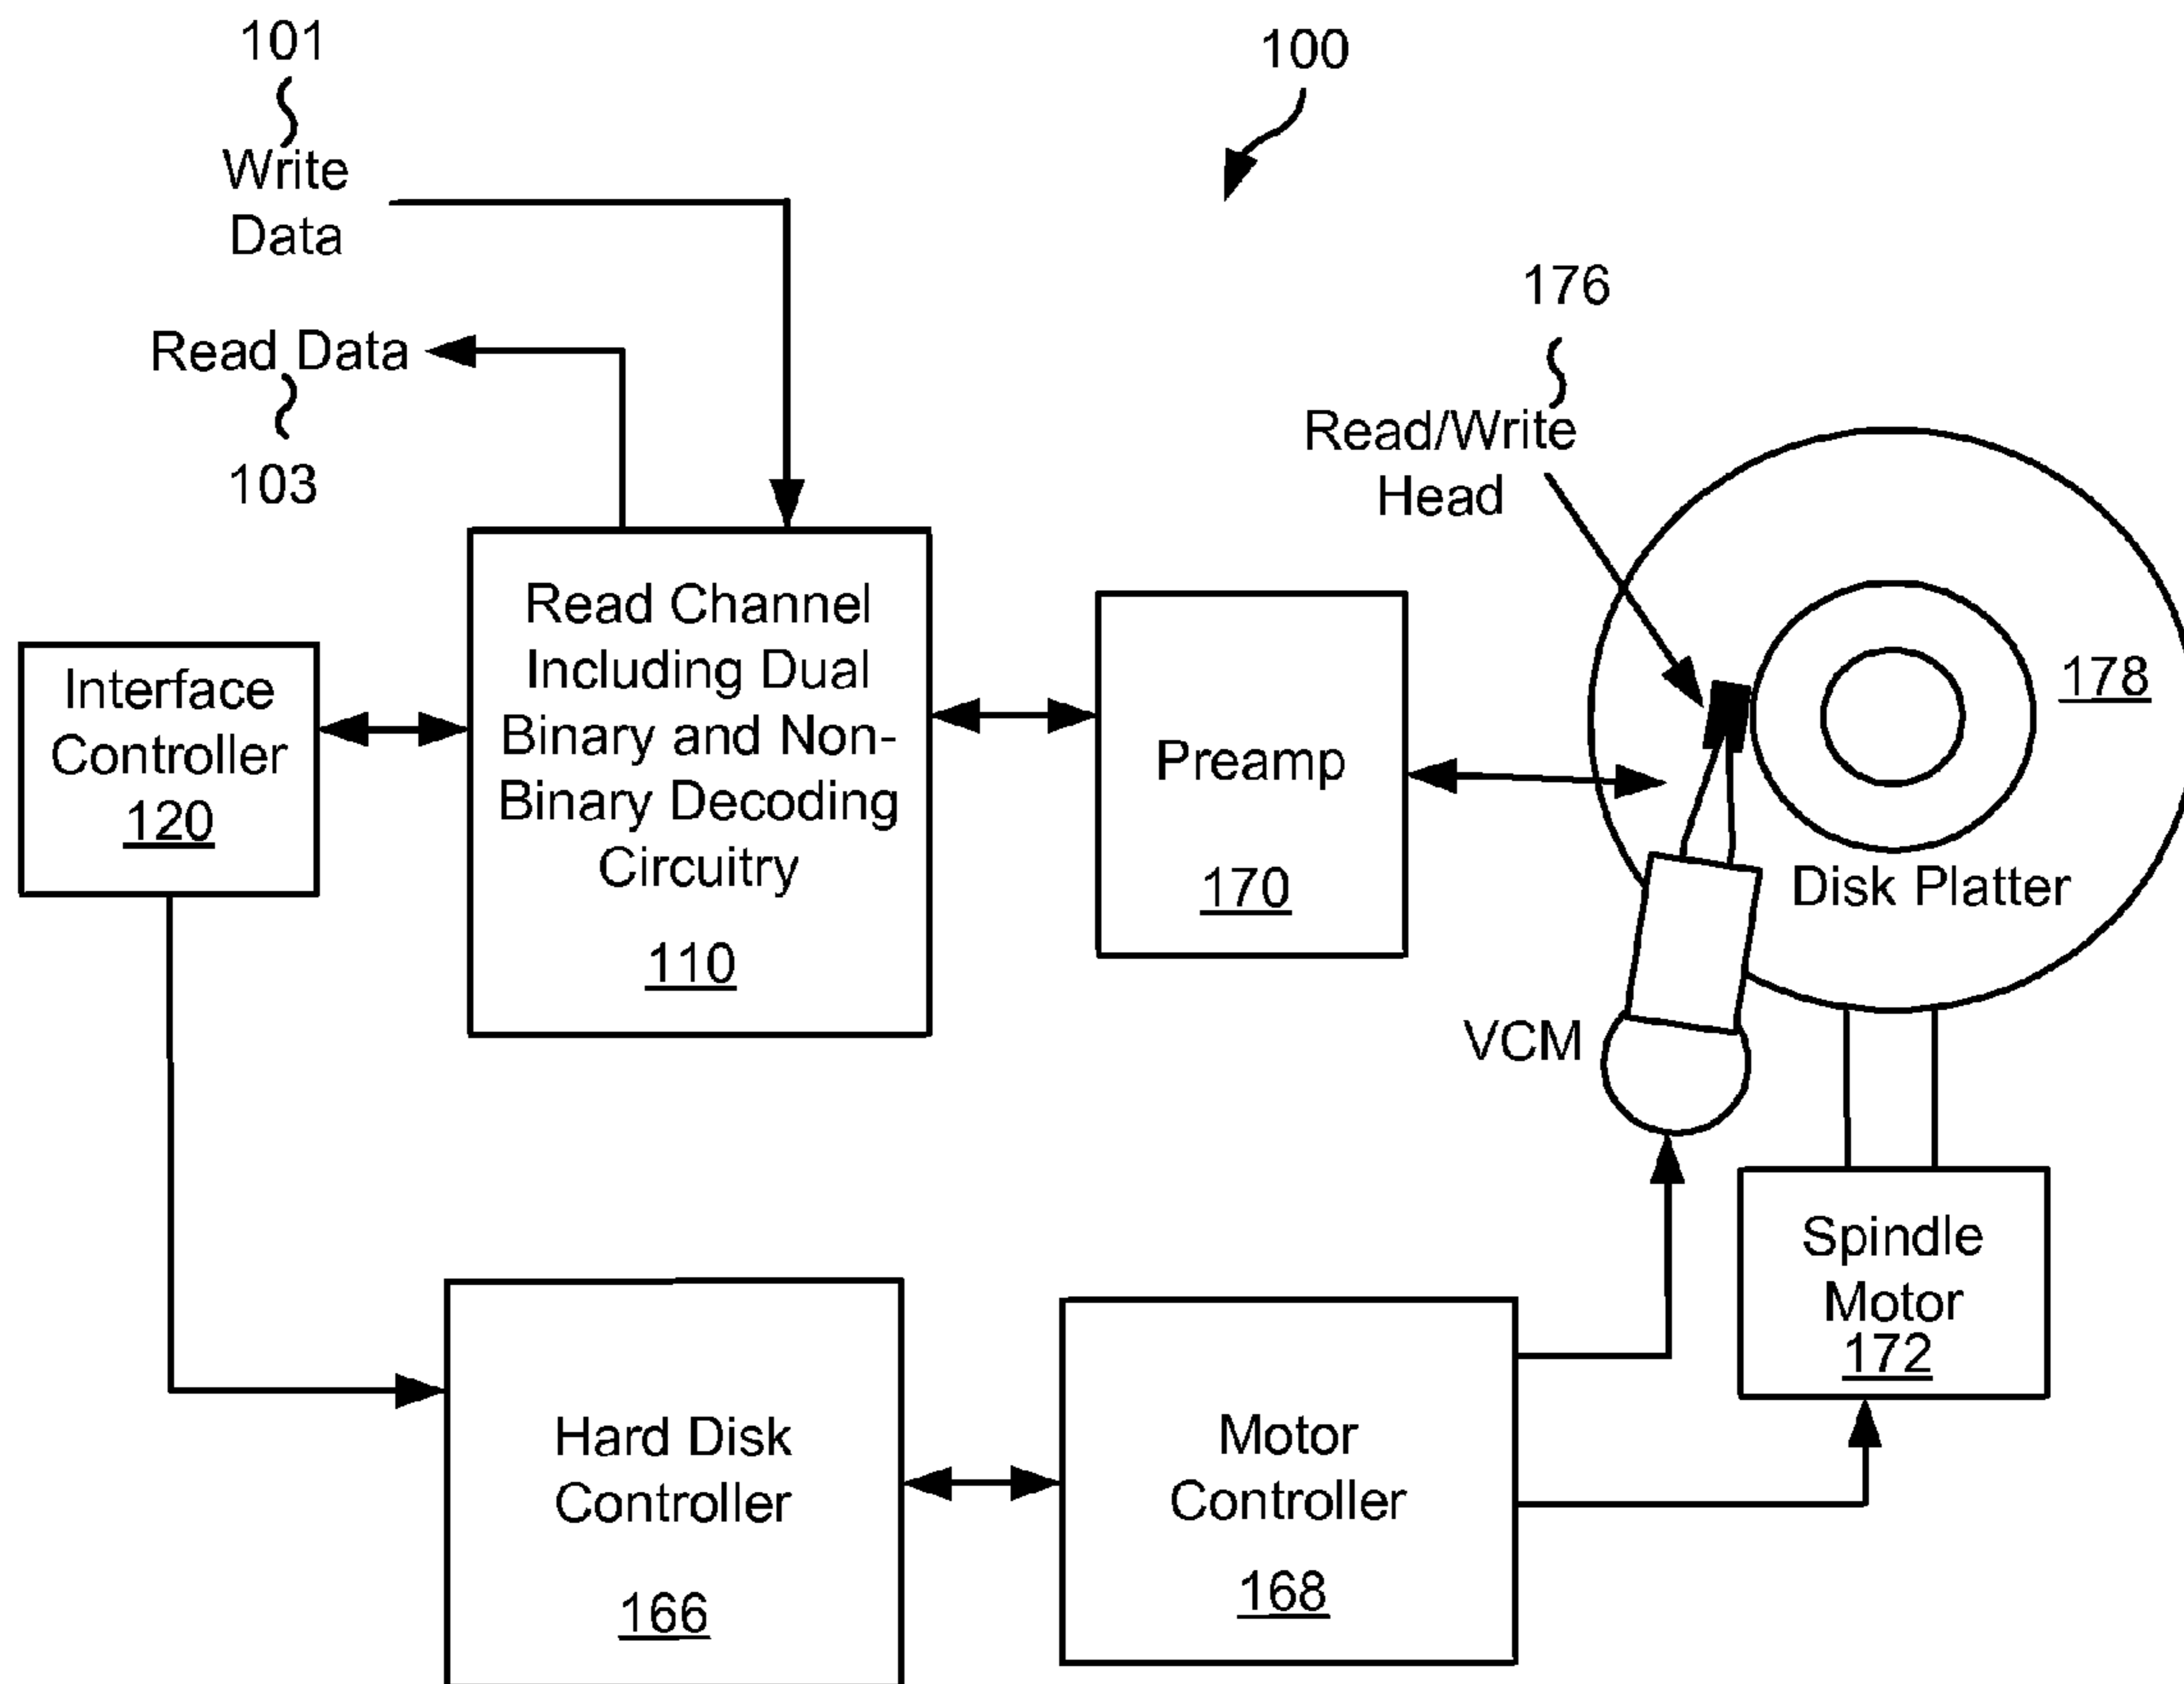 101
Write
Data
Read Data
103
100
176
Read/Write
Head
Interface
Controller
120
Read Channel
Including Dual
Binary and Non-
Binary Decoding
Circuitry
110
Preamp
170
178
Disk Platter
VCM
Spindle
Motor
172
Hard Disk
Controller
166
Motor
Controller
168